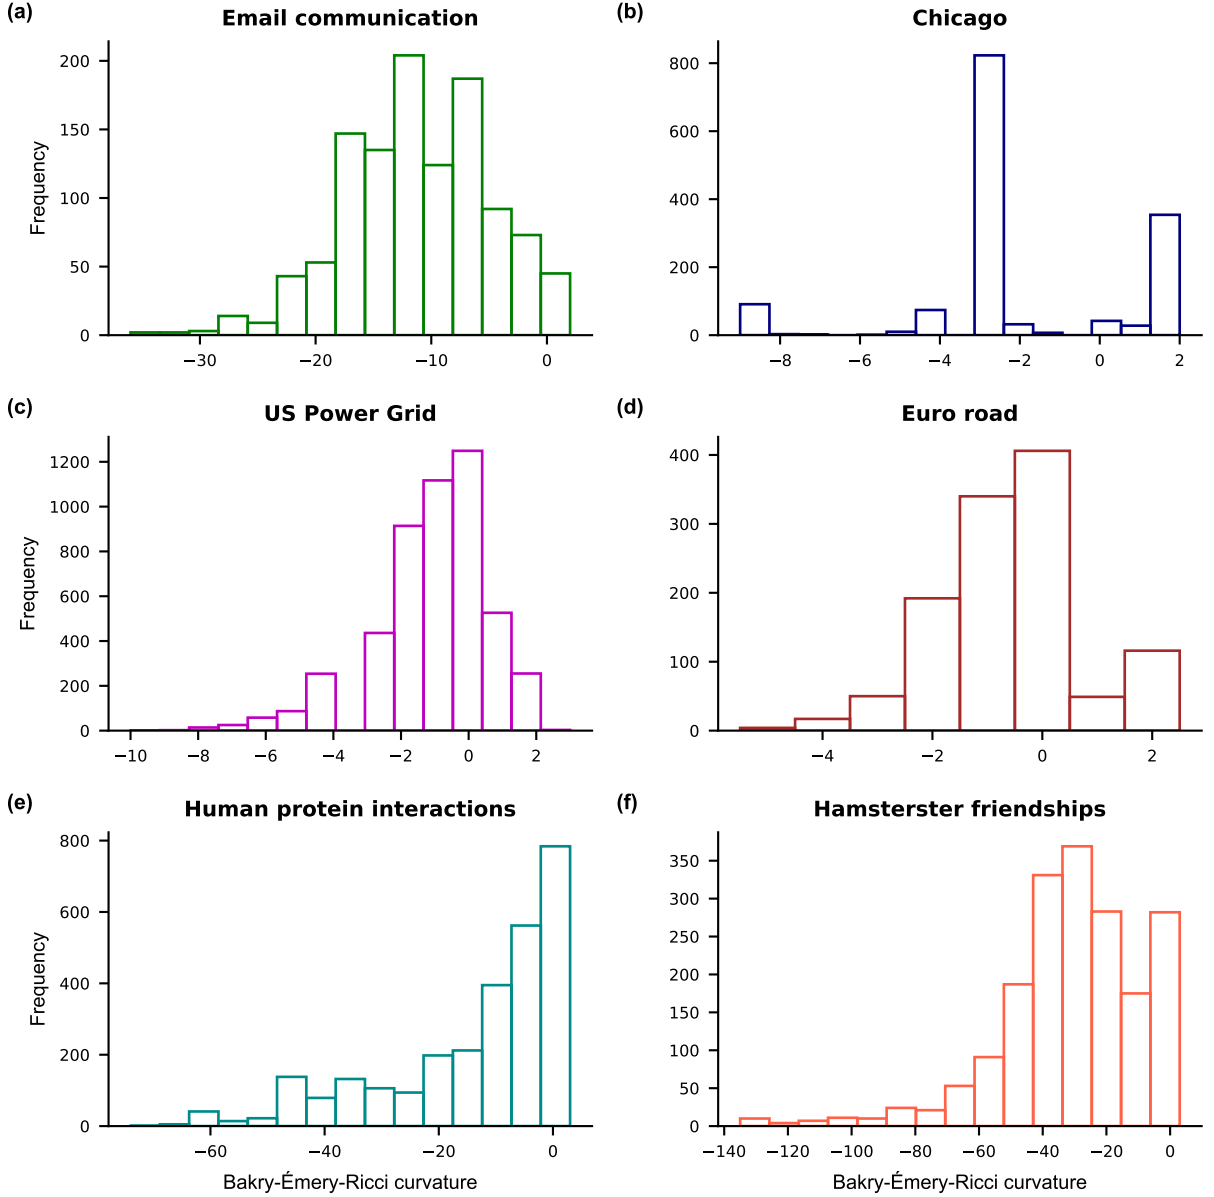 (a)
Email communication
Frequency
200
150
100
50
0
−30 −20 −10 0
(b)
Chicago
800
600
400
200
0
−8 −6 −4 −2 0 2
(c)
US Power Grid
Frequency
1200
1000
800
600
400
200
0
−10 −8 −6 −4 −2 0 2
(d)
Euro road
400
300
200
100
0
−4 −2 0 2
(e)
Human protein interactions
Frequency
800
600
400
200
0
−60 −40 −20 0
Bakry-Émery-Ricci curvature
(f)
Hamsterster friendships
350
300
250
200
150
100
50
0
−140 −120 −100 −80 −60 −40 −20 0
Bakry-Émery-Ricci curvature